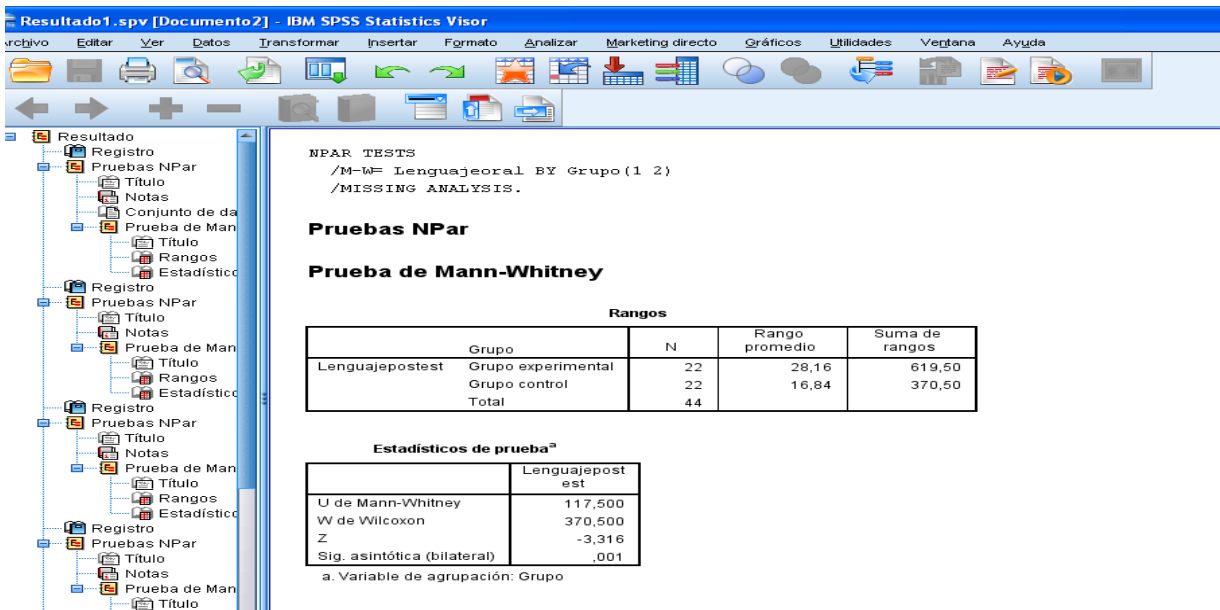 Resultado1.spv [Documento2] - IBM SPSS Statistics Visor
Editar Ver Datos Transformar Insertar Formato Analizar Marketing directo Gráficos Utilidades Ventana Ayuda
Resultado
Registro
Pruebas NPar
Título
Notas
Conjunto de da
Prueba de Man
Título
Rangos
Estadístic
Registro
Pruebas NPar
Título
Notas
Prueba de Man
Título
Rangos
Estadístic
Registro
Pruebas NPar
Título
Notas
Prueba de Man
Título
Rangos
Estadístic
Registro
Pruebas NPar
Título
Notas
Prueba de Man
Título
NPAR TESTS
/M-W= Lenguajeoral BY Grupo(1 2)
/MISSING ANALYSIS.
Pruebas NPar
Prueba de Mann-Whitney
Rangos
Grupo N Rango promedio Suma de rangos
Lenguajepostest Grupo experimental 22 28,16 619,50
Grupo control 22 16,84 370,50
Total 44
Estadísticos de pruebaª
Lenguajepost
est
U de Mann-Whitney 117,500
W de Wilcoxon 370,500
Z -3,316
Sig. asintótica (bilateral) ,001
a. Variable de agrupación: Grupo